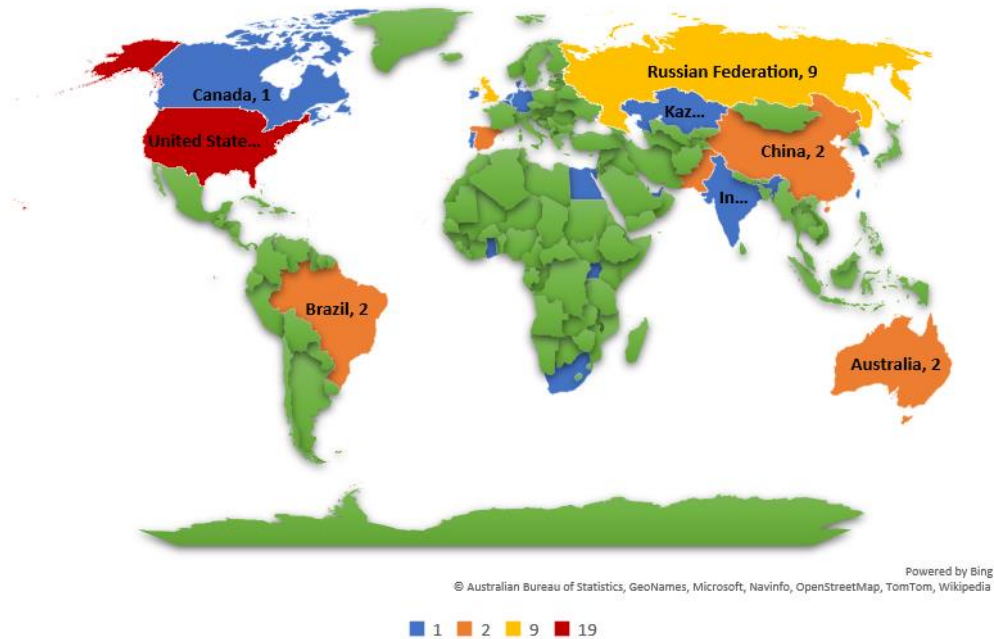 Russian Federation, 9
Canada, 1
Kaz...
United State...
China, 2
In...
Brazil, 2
Australia, 2
Powered by Bing
© Australian Bureau of Statistics, GeoNames, Microsoft, Navinfo, OpenStreetMap, TomTom, Wikipedia
1 2 9 19